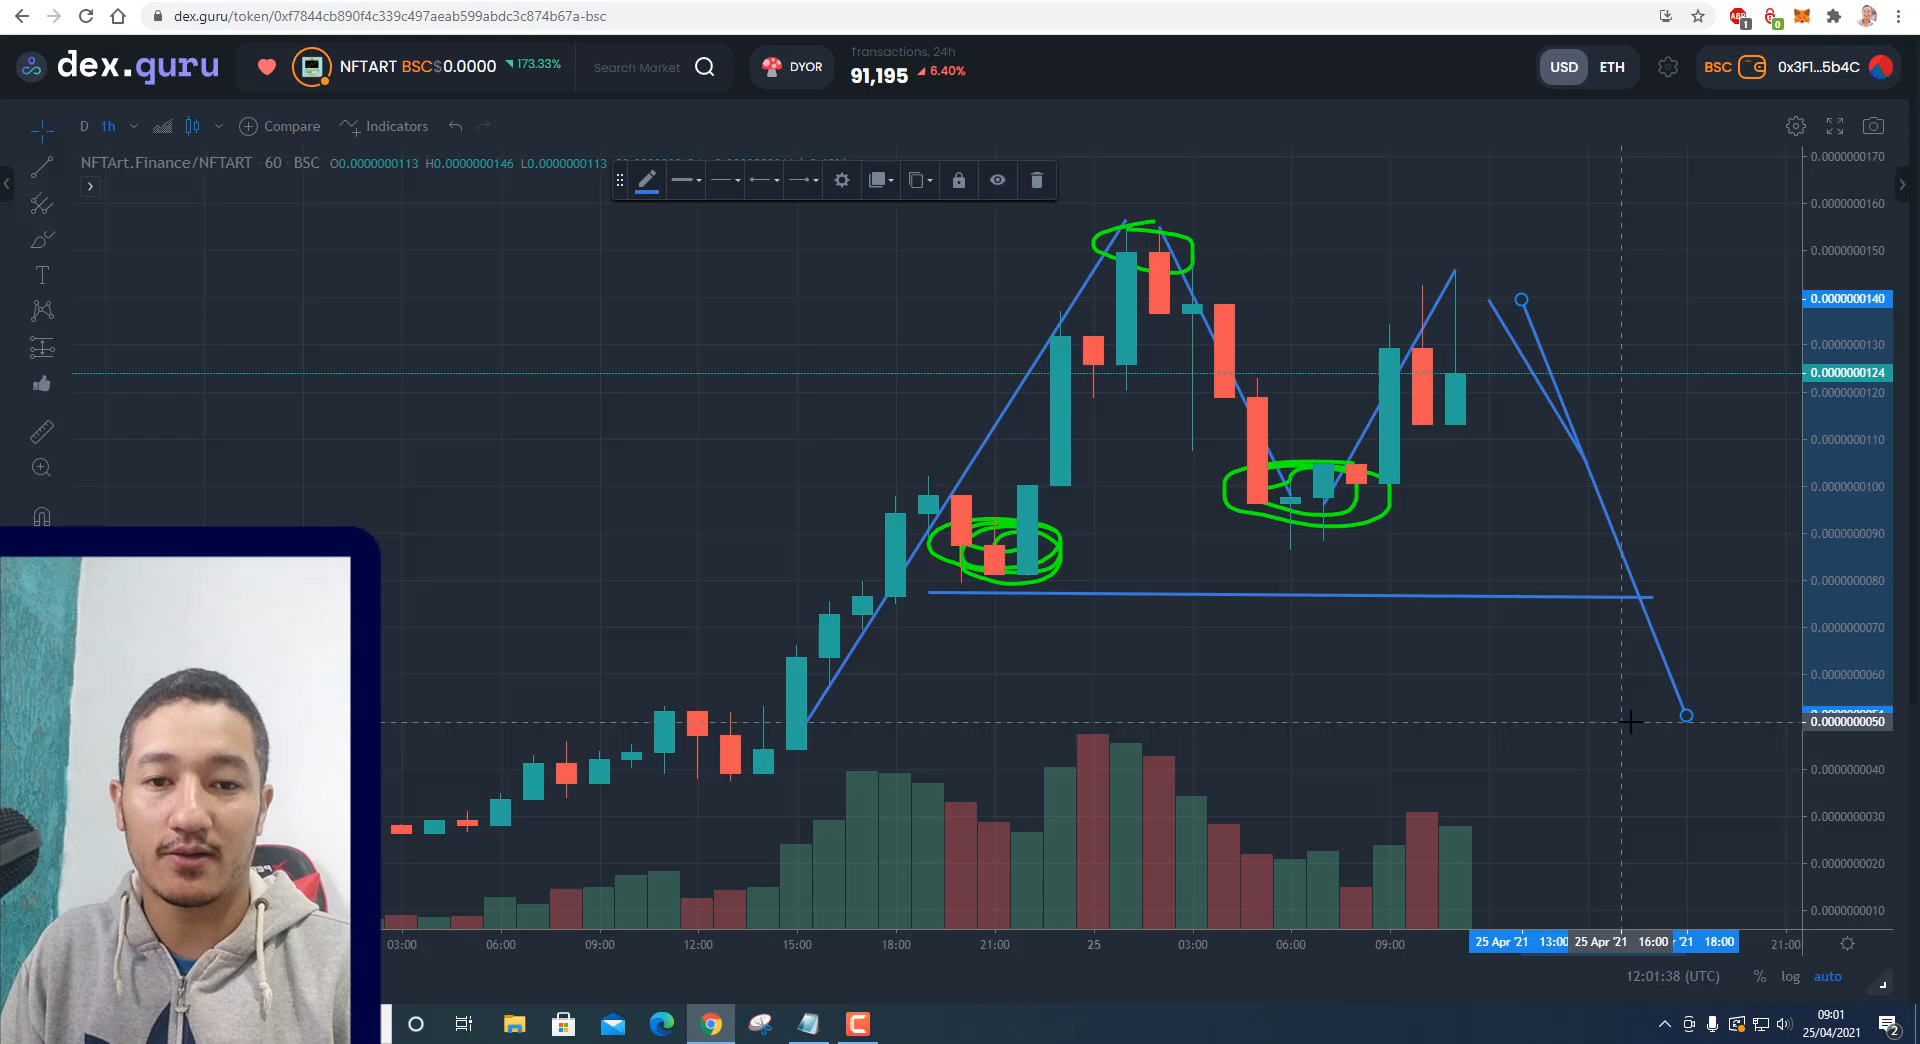 dex.guru/token/0xf7844cb890f4c339c497aeab599abdc3c874b67a-bsc
ABP 1 0
dex.guru
NFTART BSC $0.0000 173.33%
Search Market
DYOR
Transactions, 24h
91,195 6.40%
USD ETH
BSC 0x3F1...5b4C
D 1h Compare Indicators
NFTArt.Finance/NFTART · 60 · BSC O0.0000000113 H0.0000000146 L0.0000000113
0.0000000170
0.0000000160
0.0000000150
0.0000000140
0.0000000130
0.0000000124
0.0000000120
0.0000000110
0.0000000100
0.0000000090
0.0000000080
0.0000000070
0.0000000060
0.0000000050
0.0000000040
0.0000000030
0.0000000020
0.0000000010
03:00 06:00 09:00 12:00 15:00 18:00 21:00 25 03:00 06:00 09:00 25 Apr '21 13:00 25 Apr '21 16:00 r '21 18:00 21:00
12:01:38 (UTC) % log auto
09:01
25/04/2021
2